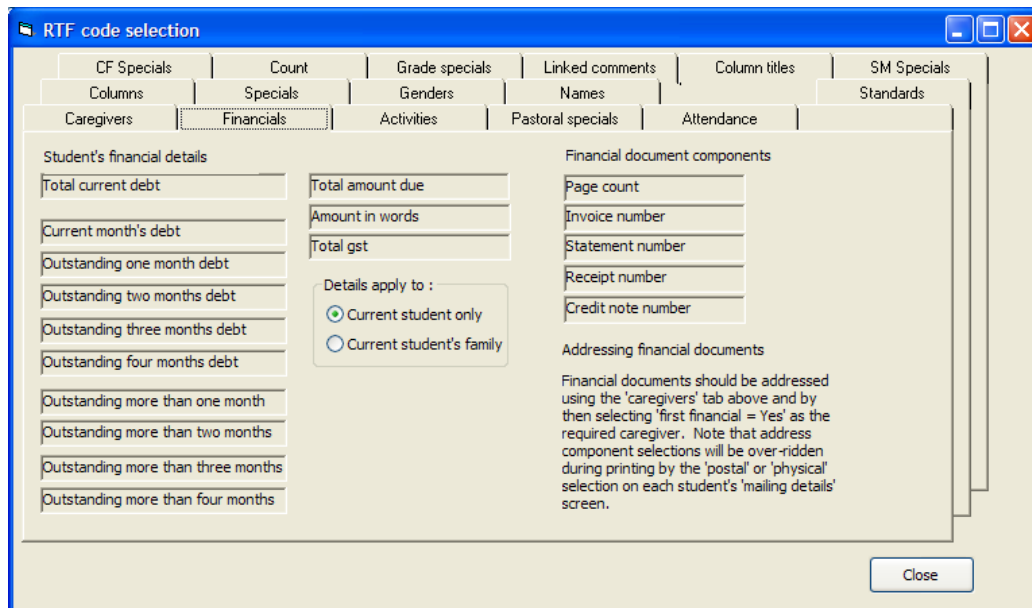 RTF code selection
CF Specials Count Grade specials Linked comments Column titles SM Specials
Columns Specials Genders Names Standards
Caregivers Financials Activities Pastoral specials Attendance
Student's financial details
Total current debt
Current month's debt
Outstanding one month debt
Outstanding two months debt
Outstanding three months debt
Outstanding four months debt
Outstanding more than one month
Outstanding more than two months
Outstanding more than three months
Outstanding more than four months
Total amount due
Amount in words
Total gst
Details apply to :
Current student only
Current student's family
Financial document components
Page count
Invoice number
Statement number
Receipt number
Credit note number
Addressing financial documents
Financial documents should be addressed
using the 'caregivers' tab above and by
then selecting 'first financial = Yes' as the
required caregiver. Note that address
component selections will be over-ridden
during printing by the 'postal' or 'physical'
selection on each student's 'mailing details'
screen.
Close